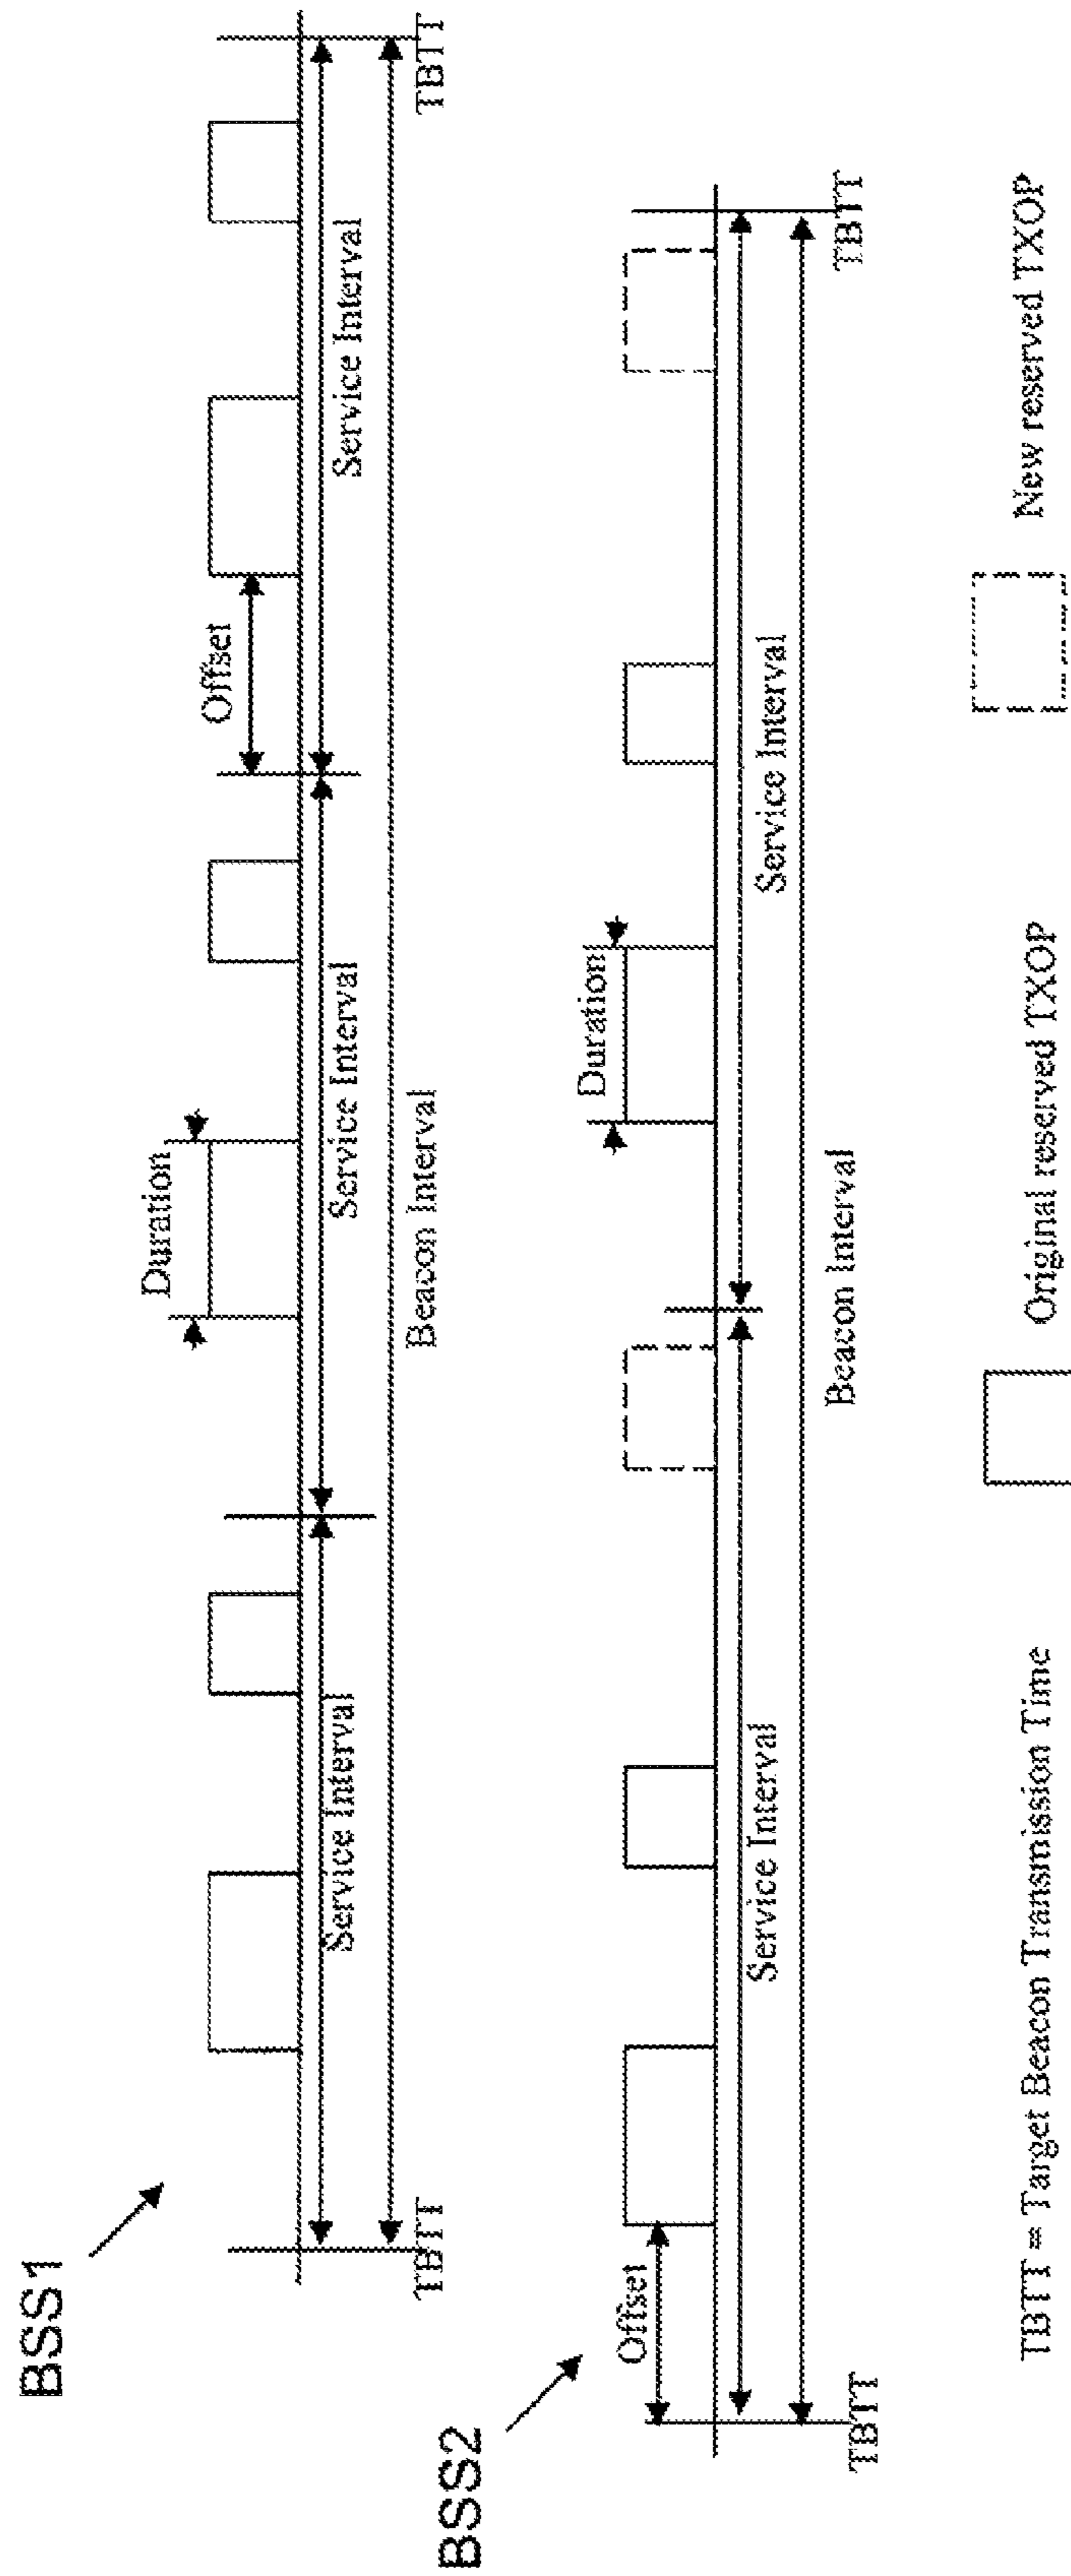 BSS1
Offset
Duration
Service Interval
Service Interval
Service Interval
Beacon Interval
TBTT
TBTT
BSS2
Offset
Duration
Service Interval
Service Interval
Beacon Interval
TBTT
TBTT
TBTT = Target Beacon Transmission Time
Original reserved TXOP
New reserved TXOP